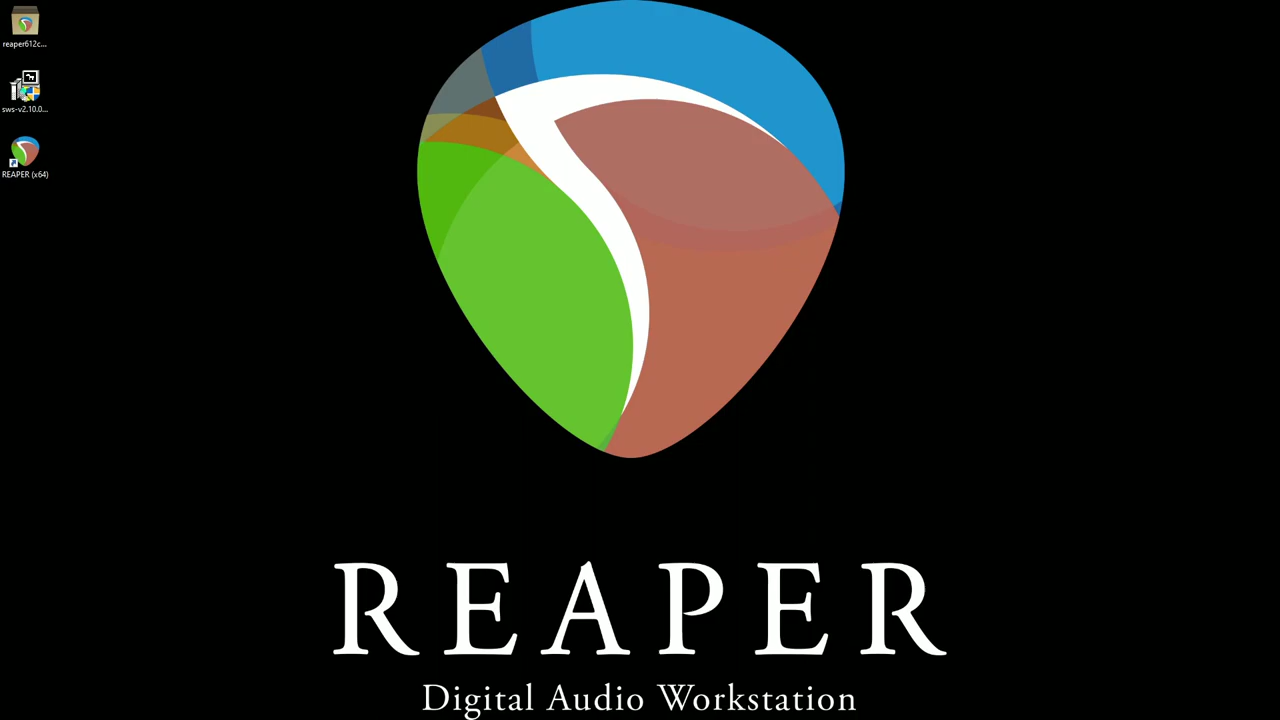 reaper612c...
sws-v2.10.0...
REAPER (x64)
REAPER
Digital Audio Workstation